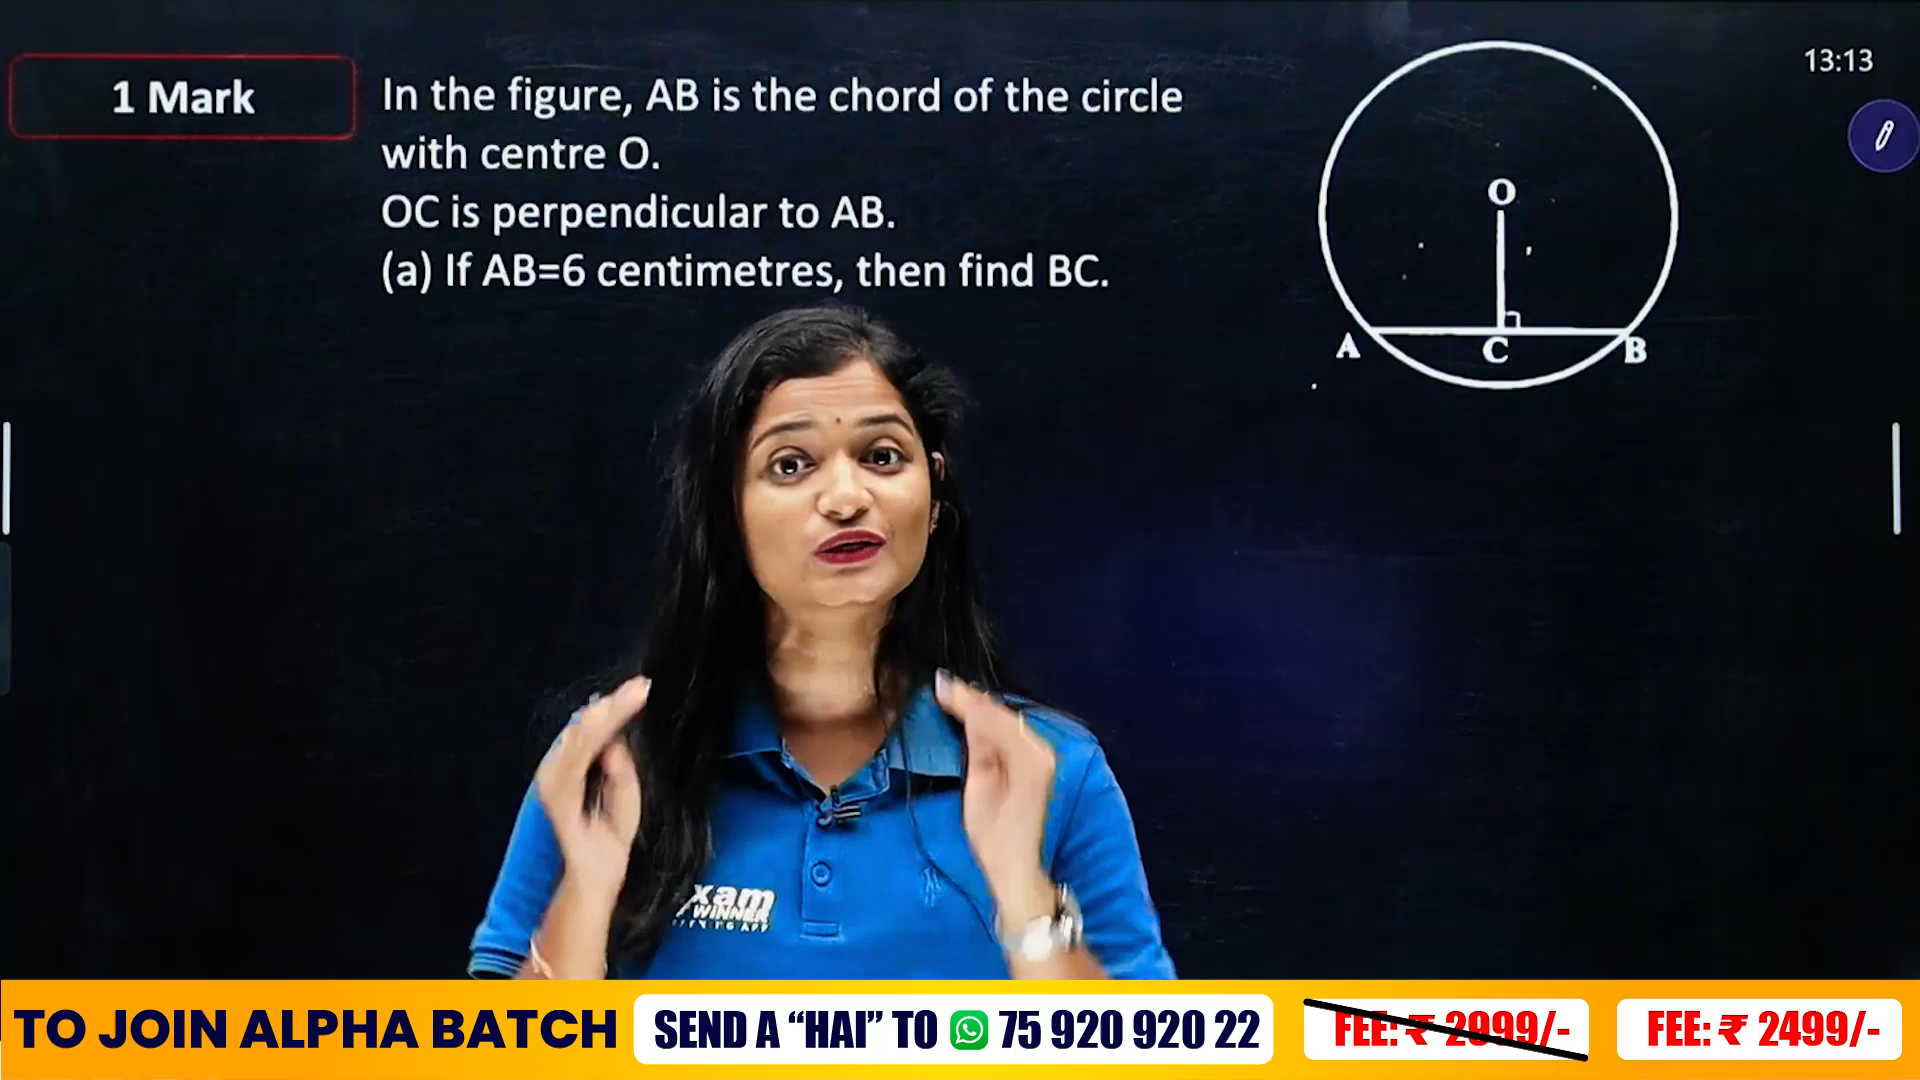 1 Mark
In the figure, AB is the chord of the circle
with centre O.
OC is perpendicular to AB.
(a) If AB=6 centimetres, then find BC.
13:13
O
A
C
B
xam
WINNER
TO JOIN ALPHA BATCH
SEND A “HAI” TO 75 920 920 22
FEE: ₹ 2999/-
FEE: ₹ 2499/-